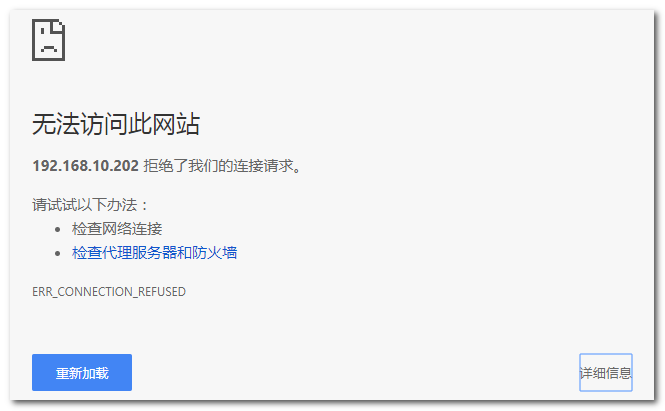 无法访问此网站
192.168.10.202 拒绝了我们的连接请求。
请试试以下办法：
检查网络连接
检查代理服务器和防火墙
ERR_CONNECTION_REFUSED
重新加载
详细信息